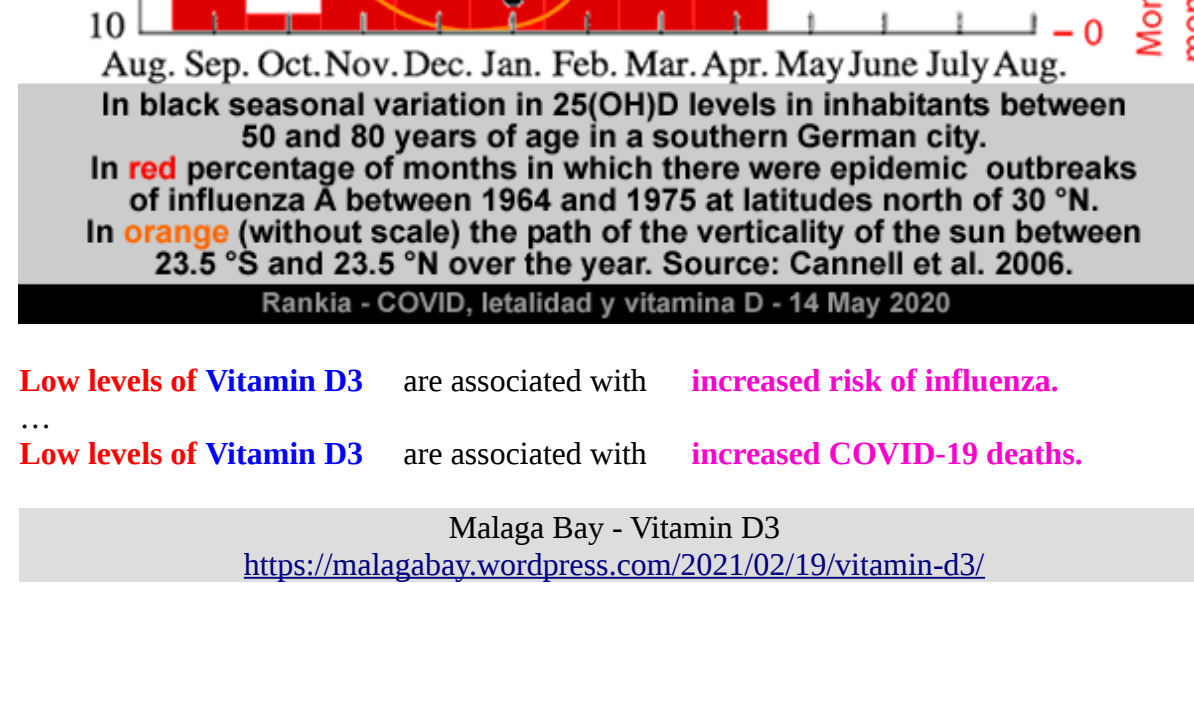 10
– 0
Mor
Aug. Sep. Oct. Nov. Dec. Jan. Feb. Mar. Apr. May June July Aug.
In black seasonal variation in 25(OH)D levels in inhabitants between
50 and 80 years of age in a southern German city.
In red percentage of months in which there were epidemic outbreaks
of influenza A between 1964 and 1975 at latitudes north of 30 °N.
In orange (without scale) the path of the verticality of the sun between
23.5 °S and 23.5 °N over the year. Source: Cannell et al. 2006.
Rankia - COVID, letalidad y vitamina D - 14 May 2020
Low levels of Vitamin D3 are associated with increased risk of influenza.
…
Low levels of Vitamin D3 are associated with increased COVID-19 deaths.
Malaga Bay - Vitamin D3
https://malagabay.wordpress.com/2021/02/19/vitamin-d3/